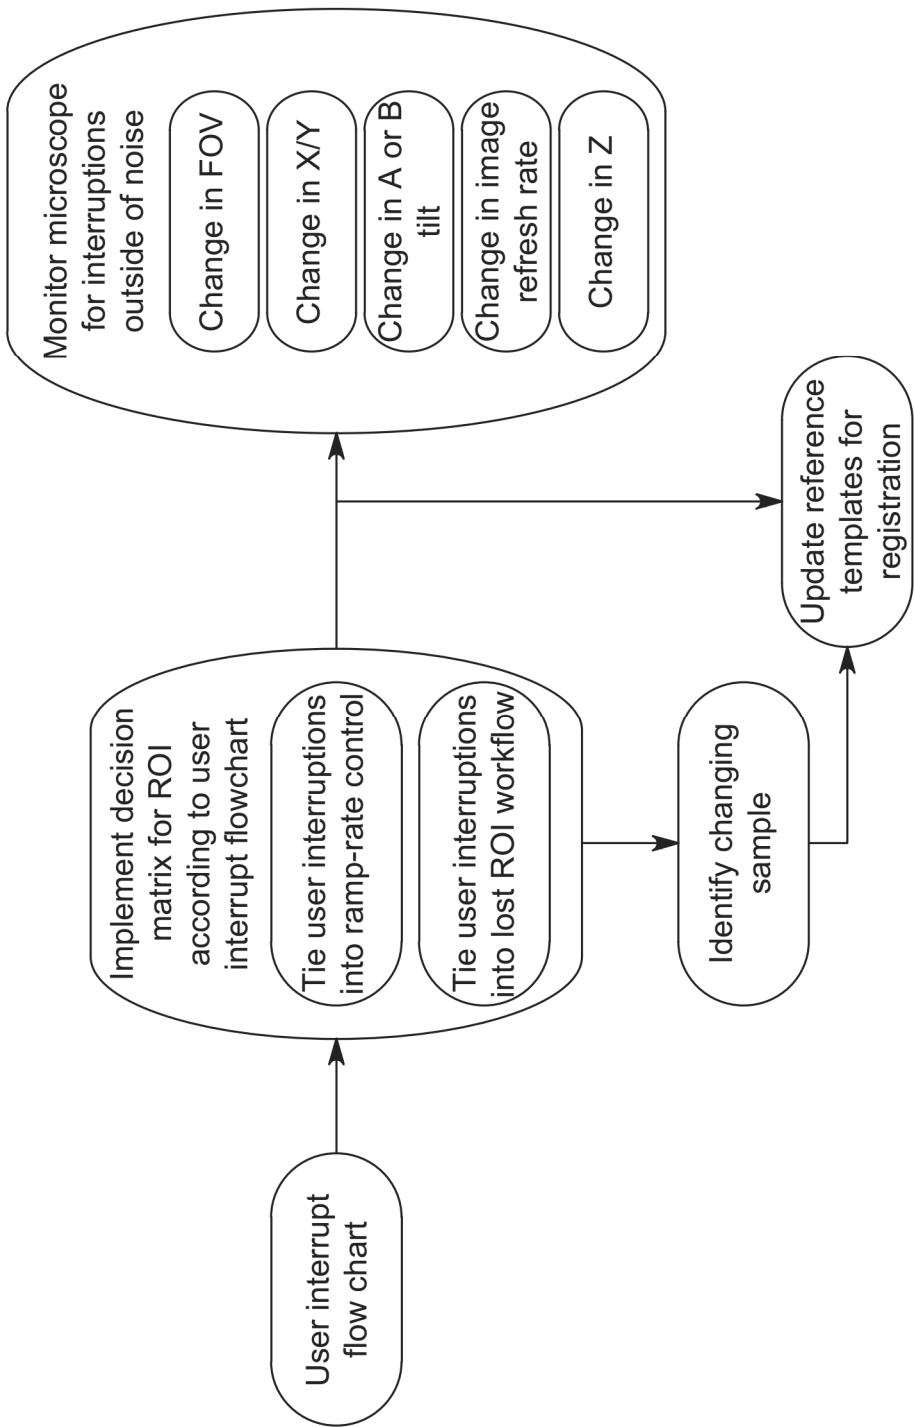 User interrupt
flow chart
Implement decision
matrix for ROI
according to user
interrupt flowchart
Tie user interruptions
into ramp-rate control
Tie user interruptions
into lost ROI workflow
Identify changing
sample
Update reference
templates for
registration
Monitor microscope
for interruptions
outside of noise
Change in FOV
Change in X/Y
Change in A or B
tilt
Change in image
refresh rate
Change in Z